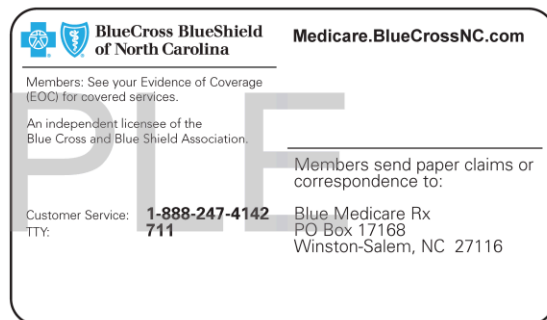 BlueCross BlueShield
of North Carolina
Members: See your Evidence of Coverage
(EOC) for covered services.
An independent licensee of the
Blue Cross and Blue Shield Association.
Customer Service: 1-888-247-4142
TTY: 711
Medicare.BlueCrossNC.com
Members send paper claims or
correspondence to:
Blue Medicare Rx
PO Box 17168
Winston-Salem, NC 27116
PLE